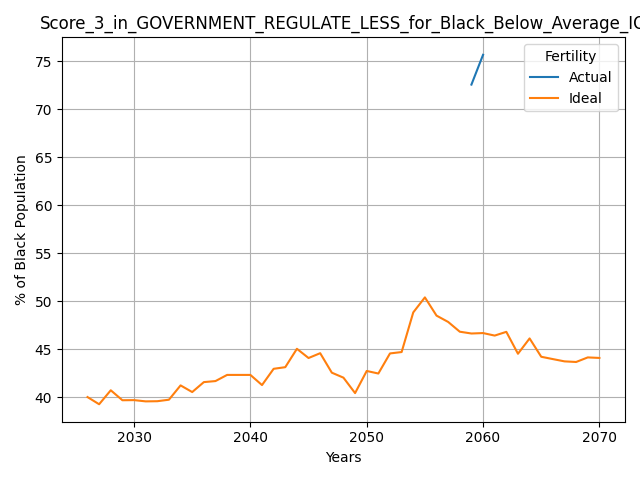 Score_3_in_GOVERNMENT_REGULATE_LESS_for_Black_Below_Average_IQ
Fertility
Actual
Ideal
% of Black Population
75
70
65
60
55
50
45
40
2030
2040
2050
2060
2070
Years